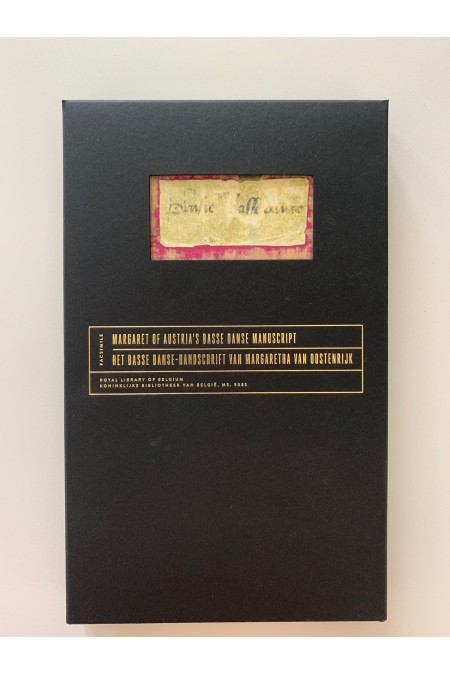 FACSIMILE
MARGARET OF AUSTRIA'S BASSE DANSE MANUSCRIPT
HET BASSE DANSE-HANDSCHRIFT VAN MARGARETHA VAN OOSTENRIJK
ROYAL LIBRARY OF BELGIUM
KONINKLIJKE BIBLIOTHEEK VAN BELGIË, MS. 9085